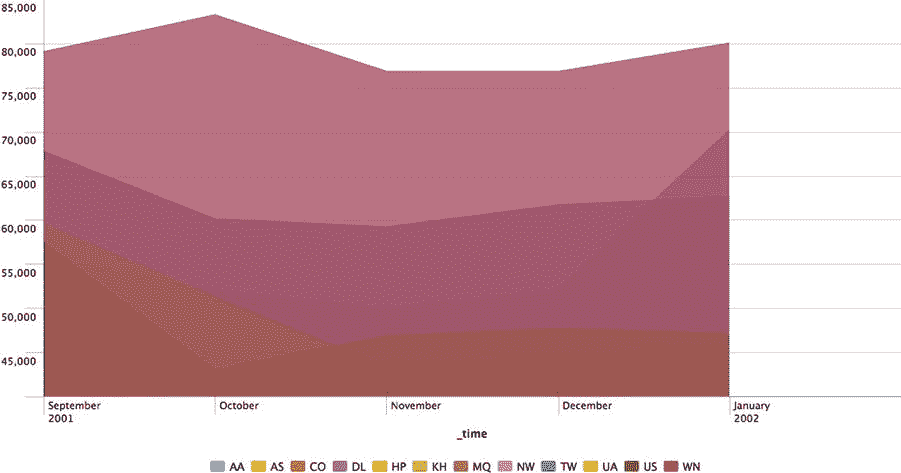 85,000
80,000
75,000
70,000
65,000
60,000
55,000
50,000
45,000
September
2001
October
November
December
January
2002
_time
AA AS CO DL HP KH MQ NW TW UA US WN